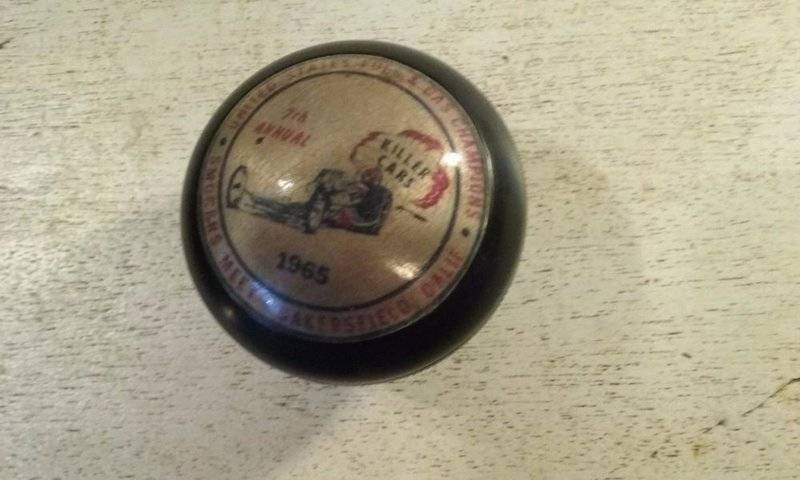 UNITED STATES FUEL & GAS CHAMPIONS
7th
ANNUAL
KILLER
CARS
1965
SMOKERS MEET BAKERSFIELD, CALIF.